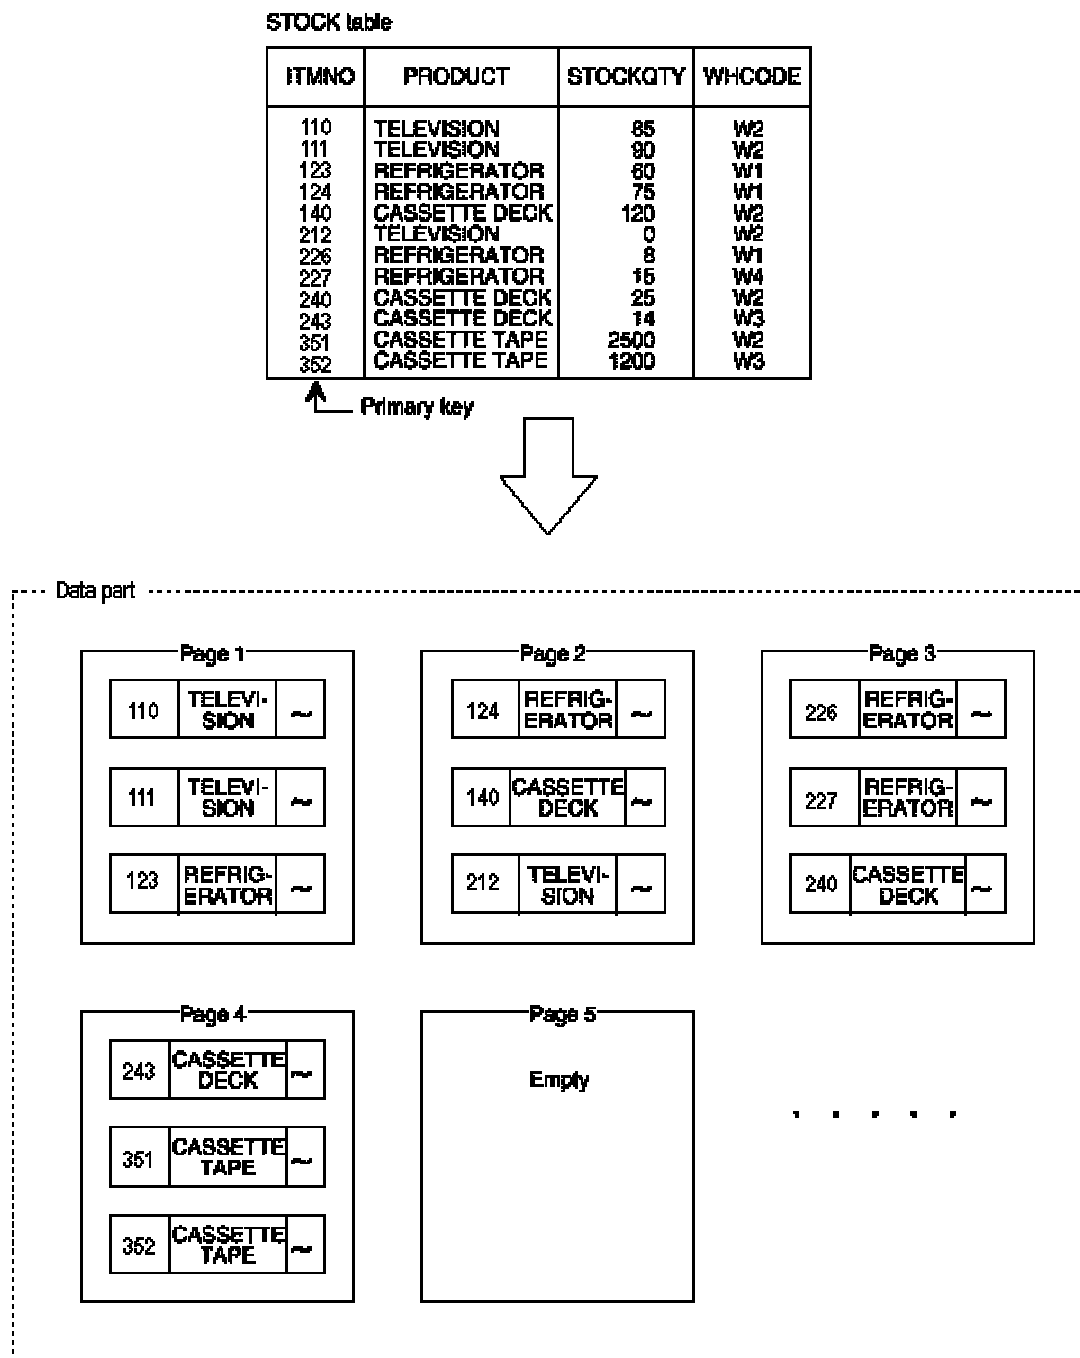 STOCK table
ITMNO PRODUCT STOCKQTY WHCODE
110 TELEVISION 85 W2
111 TELEVISION 90 W2
123 REFRIGERATOR 60 W1
124 REFRIGERATOR 75 W1
140 CASSETTE DECK 120 W2
212 TELEVISION 0 W2
226 REFRIGERATOR 8 W1
227 REFRIGERATOR 15 W4
240 CASSETTE DECK 25 W2
243 CASSETTE DECK 14 W3
351 CASSETTE TAPE 2500 W2
352 CASSETTE TAPE 1200 W3
Primary key
Data part
Page 1
110 TELEVI-
SION ~
111 TELEVI-
SION ~
123 REFRIG-
ERATOR ~
Page 2
124 REFRIG-
ERATOR ~
140 CASSETTE
DECK ~
212 TELEVI-
SION ~
Page 3
226 REFRIG-
ERATOR ~
227 REFRIG-
ERATOR ~
240 CASSETTE
DECK ~
Page 4
243 CASSETTE
DECK ~
351 CASSETTE
TAPE ~
352 CASSETTE
TAPE ~
Page 5
Empty
. . . . .